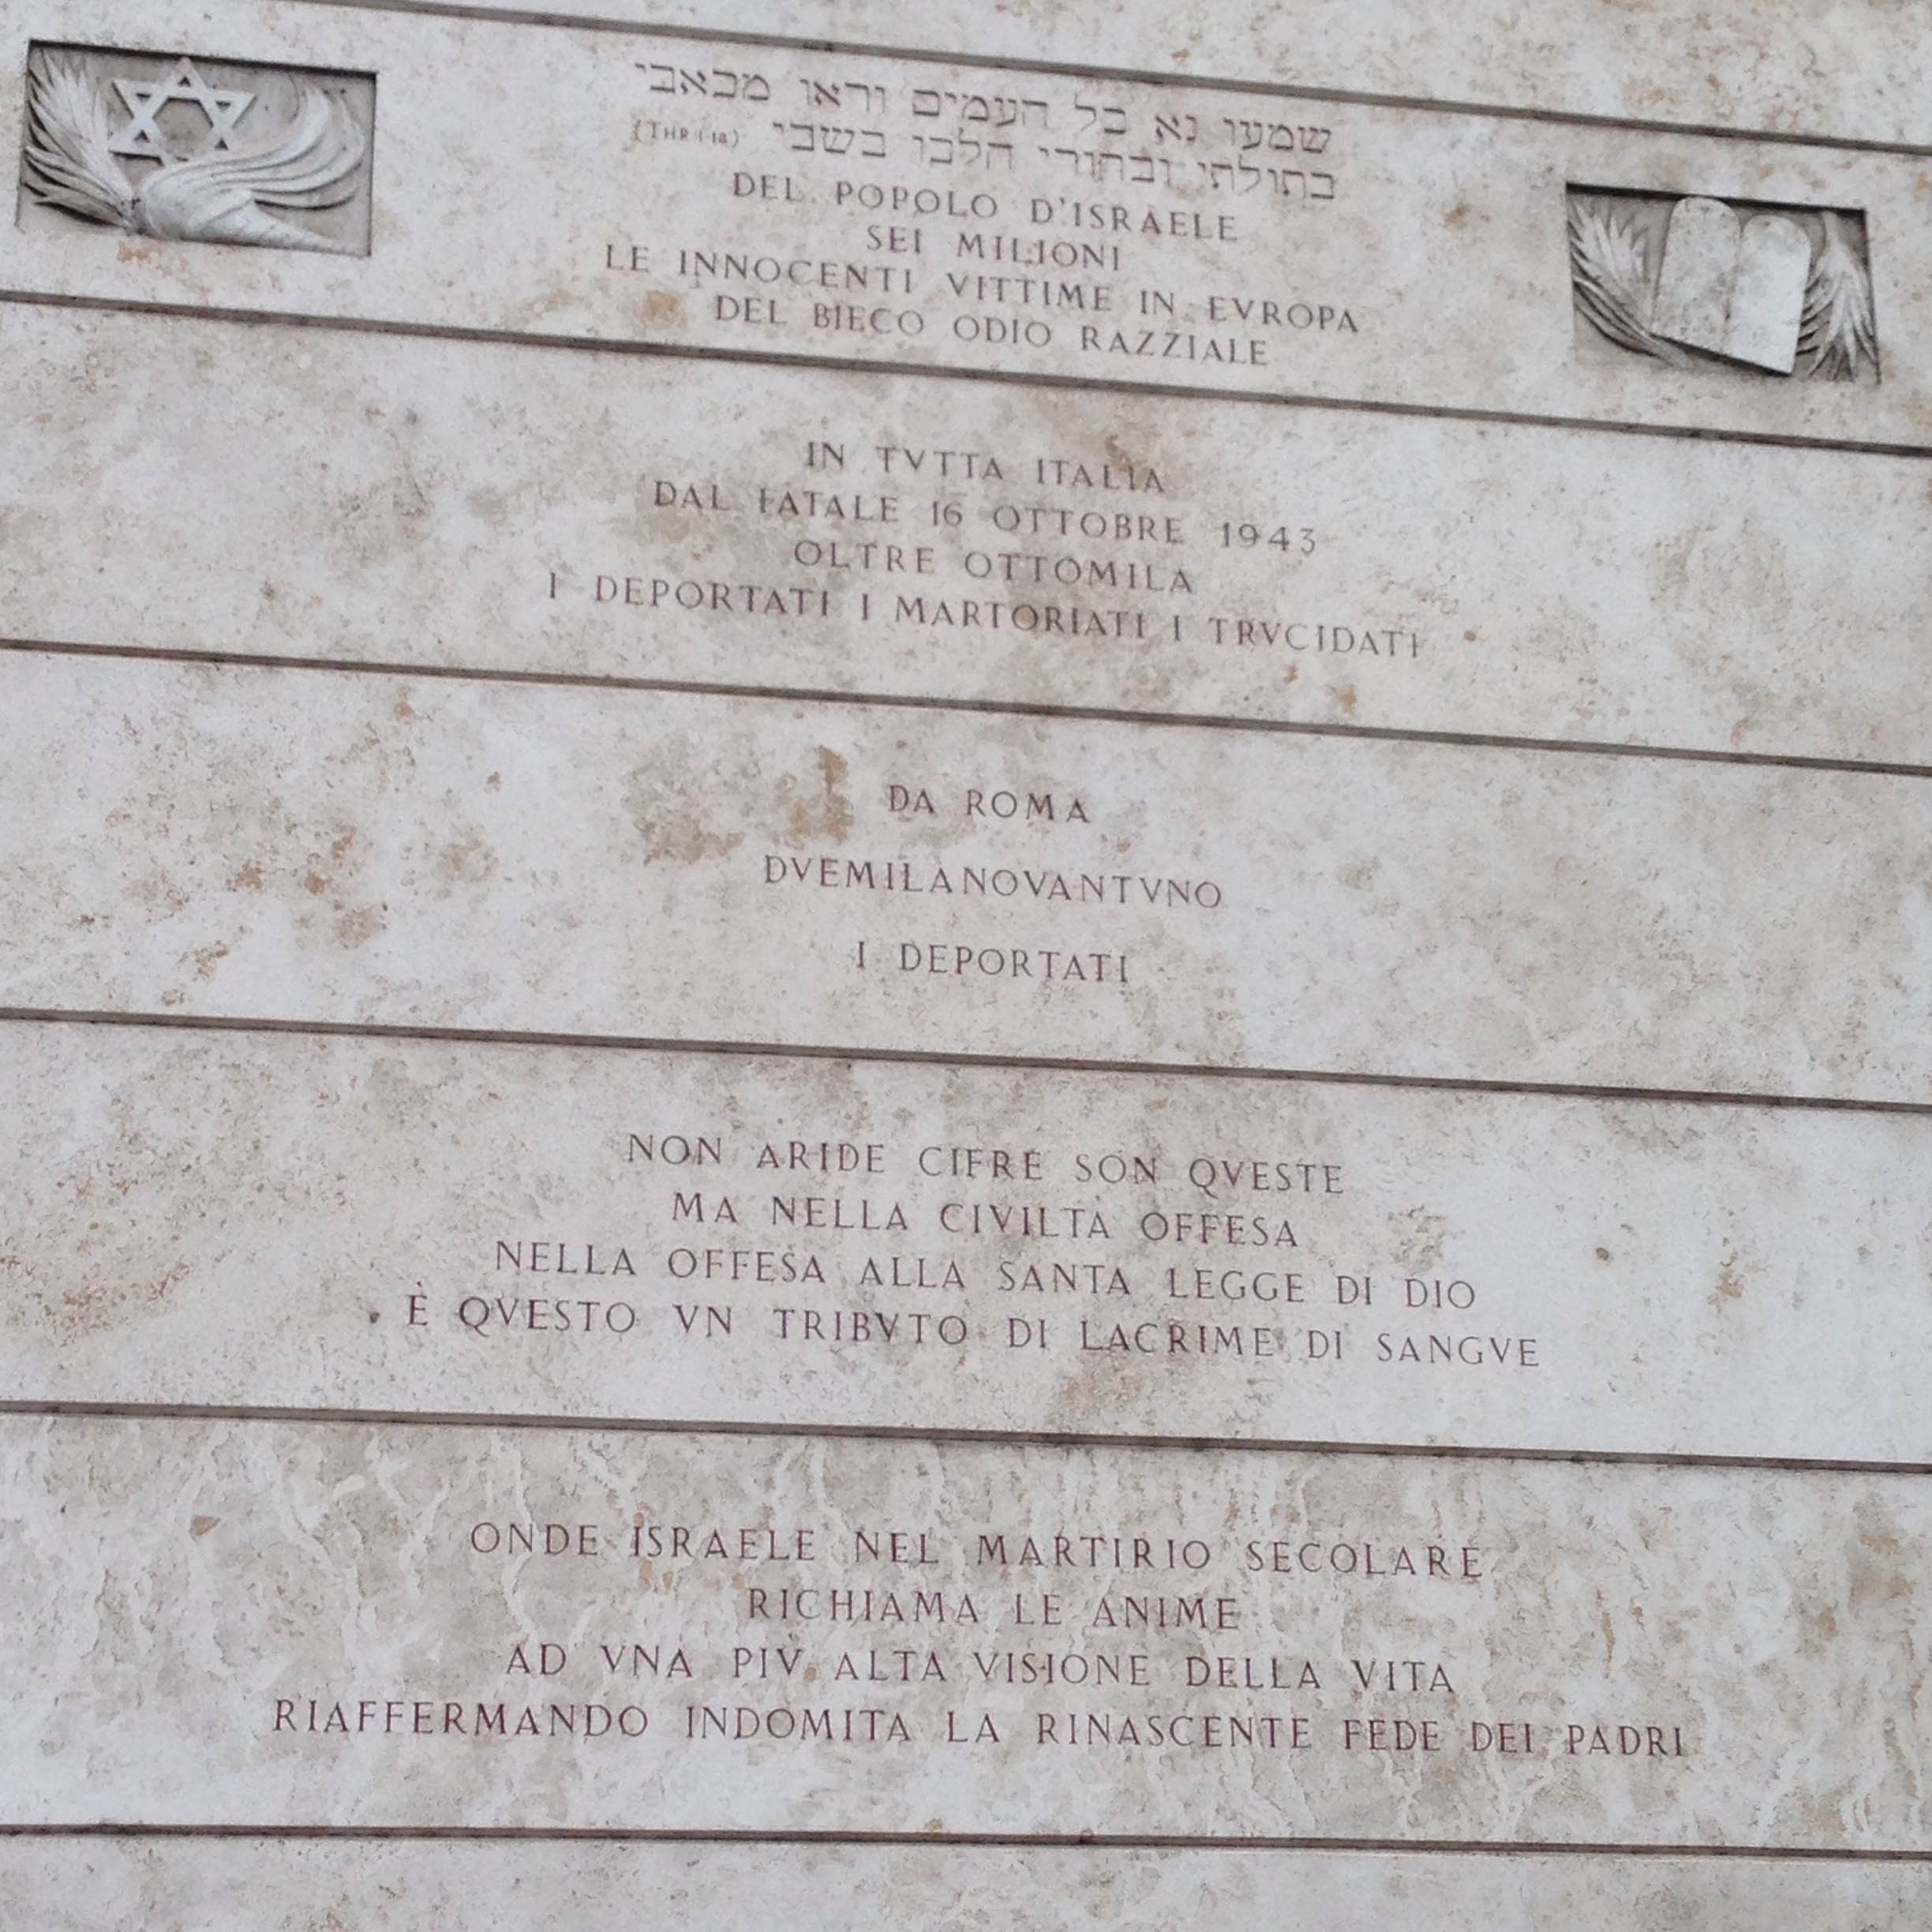 שמעו נא כל העמים וראו מכאבי
בתולתי ובחורי הלכו בשבי (THR I 18)
DEL POPOLO D'ISRAELE
SEI MILIONI
LE INNOCENTI VITTIME IN EVROPA
DEL BIECO ODIO RAZZIALE
IN TVTTA ITALIA
DAL FATALE 16 OTTOBRE 1943
OLTRE OTTOMILA
I DEPORTATI I MARTORIATI I TRVCIDATI
DA ROMA
DVEMILANOVANTVNO
I DEPORTATI
NON ARIDE CIFRE SON QVESTE
MA NELLA CIVILTÀ OFFESA
NELLA OFFESA ALLA SANTA LEGGE DI DIO
È QVESTO VN TRIBVTO DI LACRIME DI SANGVE
ONDE ISRAELE NEL MARTIRIO SECOLARE
RICHIAMA LE ANIME
AD VNA PIV̀ ALTA VISIONE DELLA VITA
RIAFFERMANDO INDOMITA LA RINASCENTE FEDE DEI PADRI